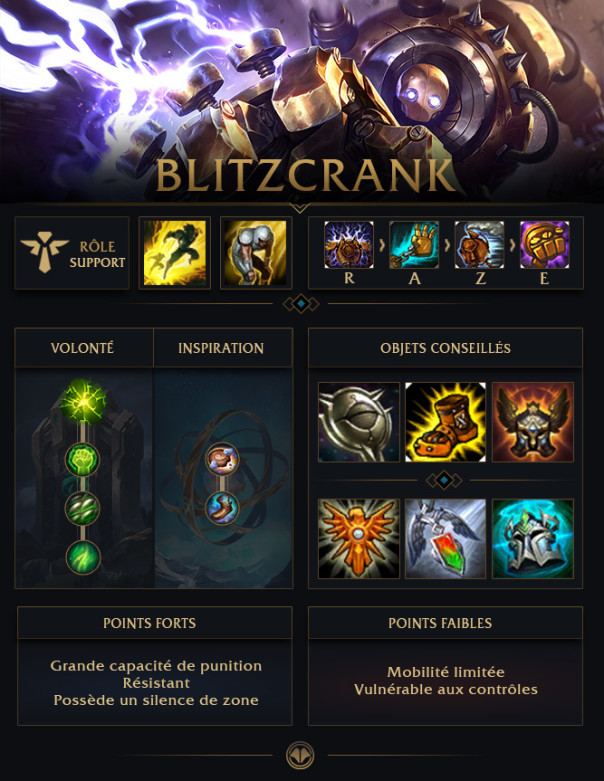 BLITZCRANK
RÔLE
SUPPORT
R A Z E
VOLONTÉ
INSPIRATION
OBJETS CONSEILLÉS
POINTS FORTS
Grande capacité de punition
Résistant
Possède un silence de zone
POINTS FAIBLES
Mobilité limitée
Vulnérable aux contrôles